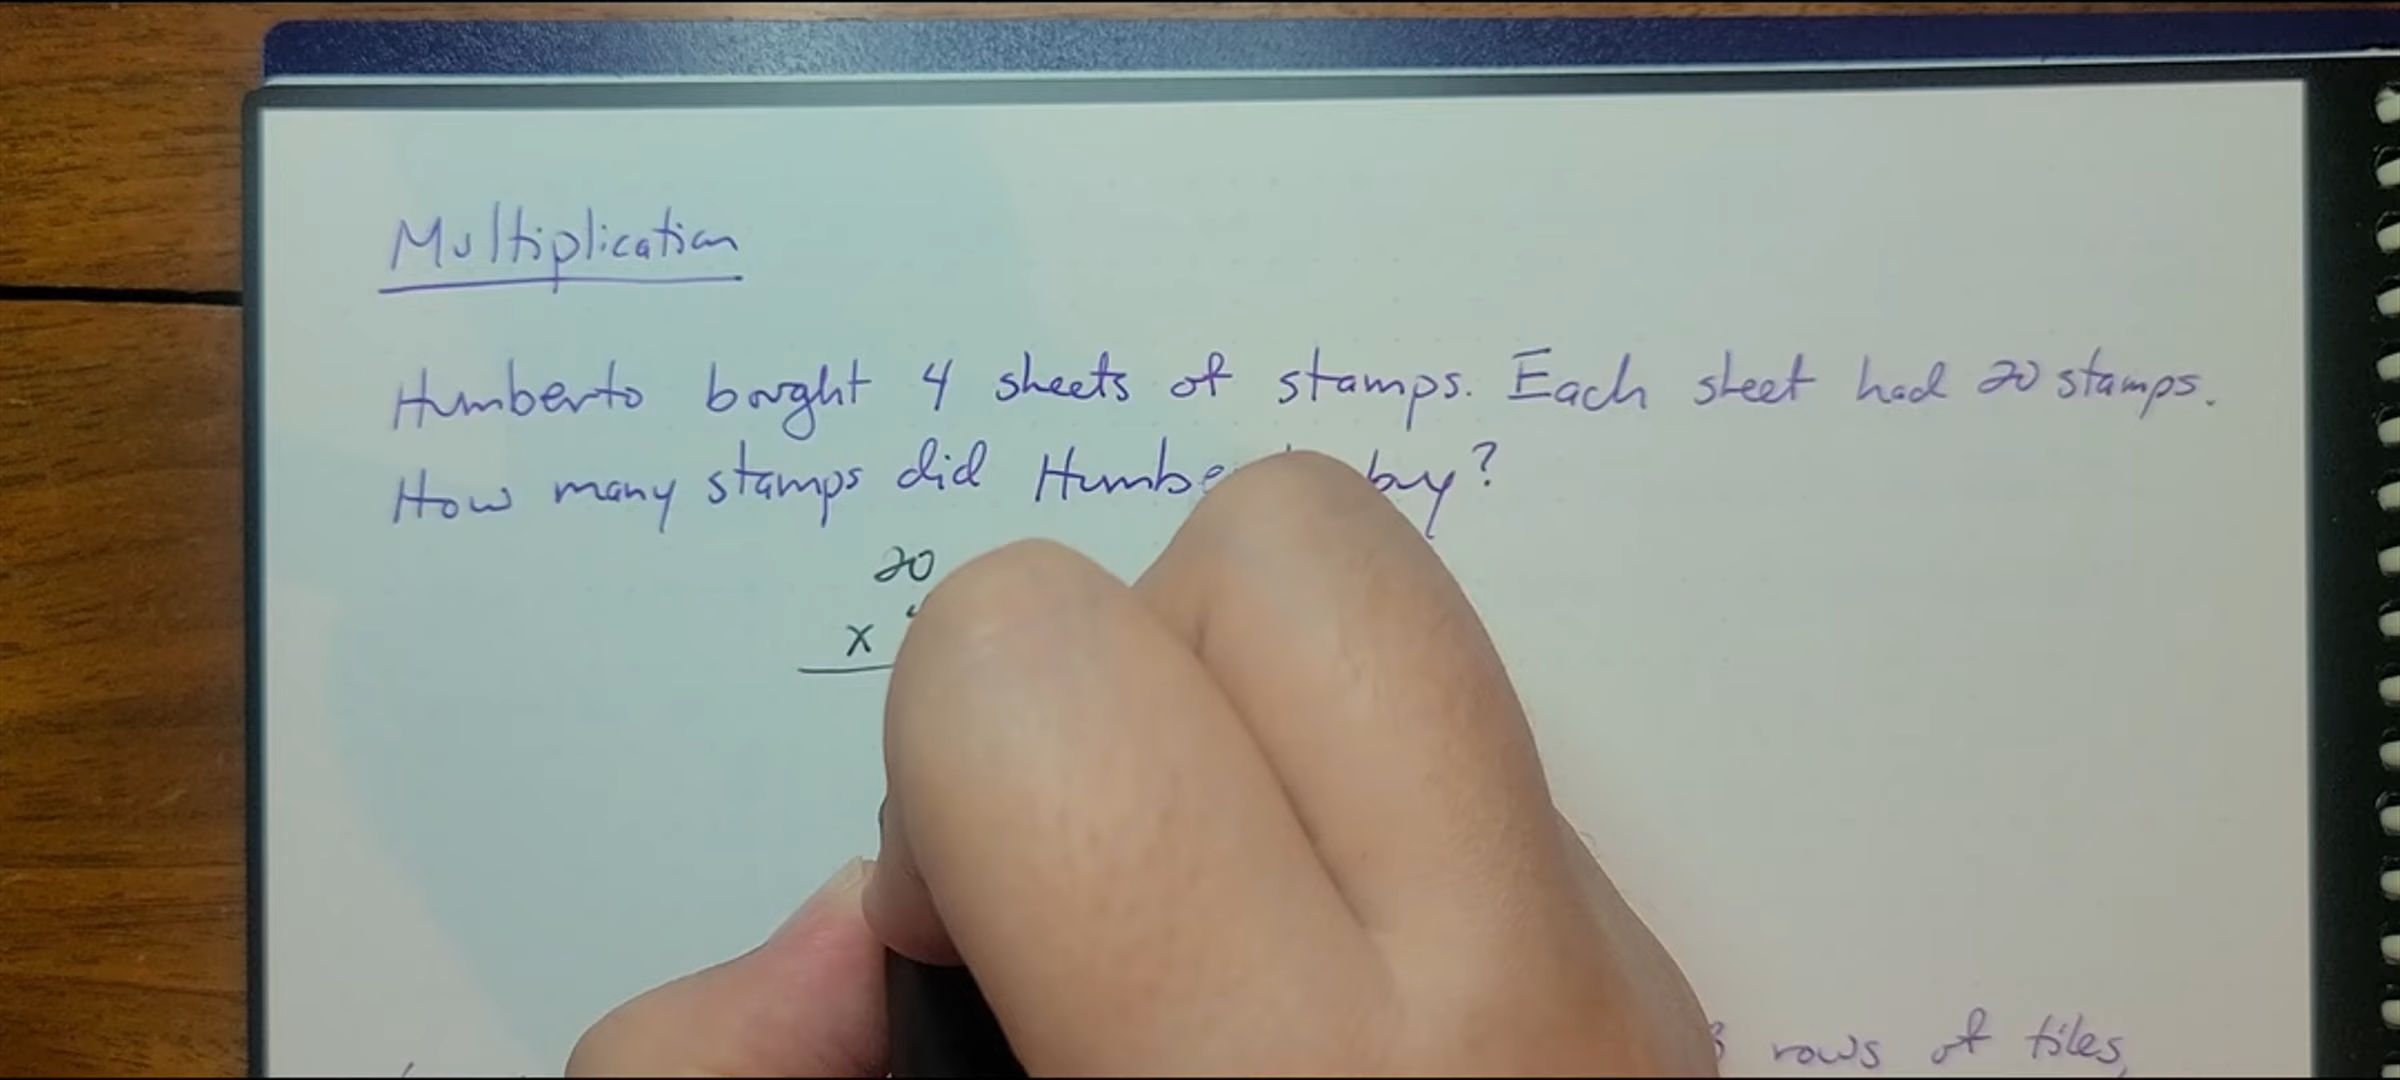 Multiplication
Humberto bought 4 sheets of stamps. Each sheet had 20 stamps.
How many stamps did buy?
20
x
rows of tiles,